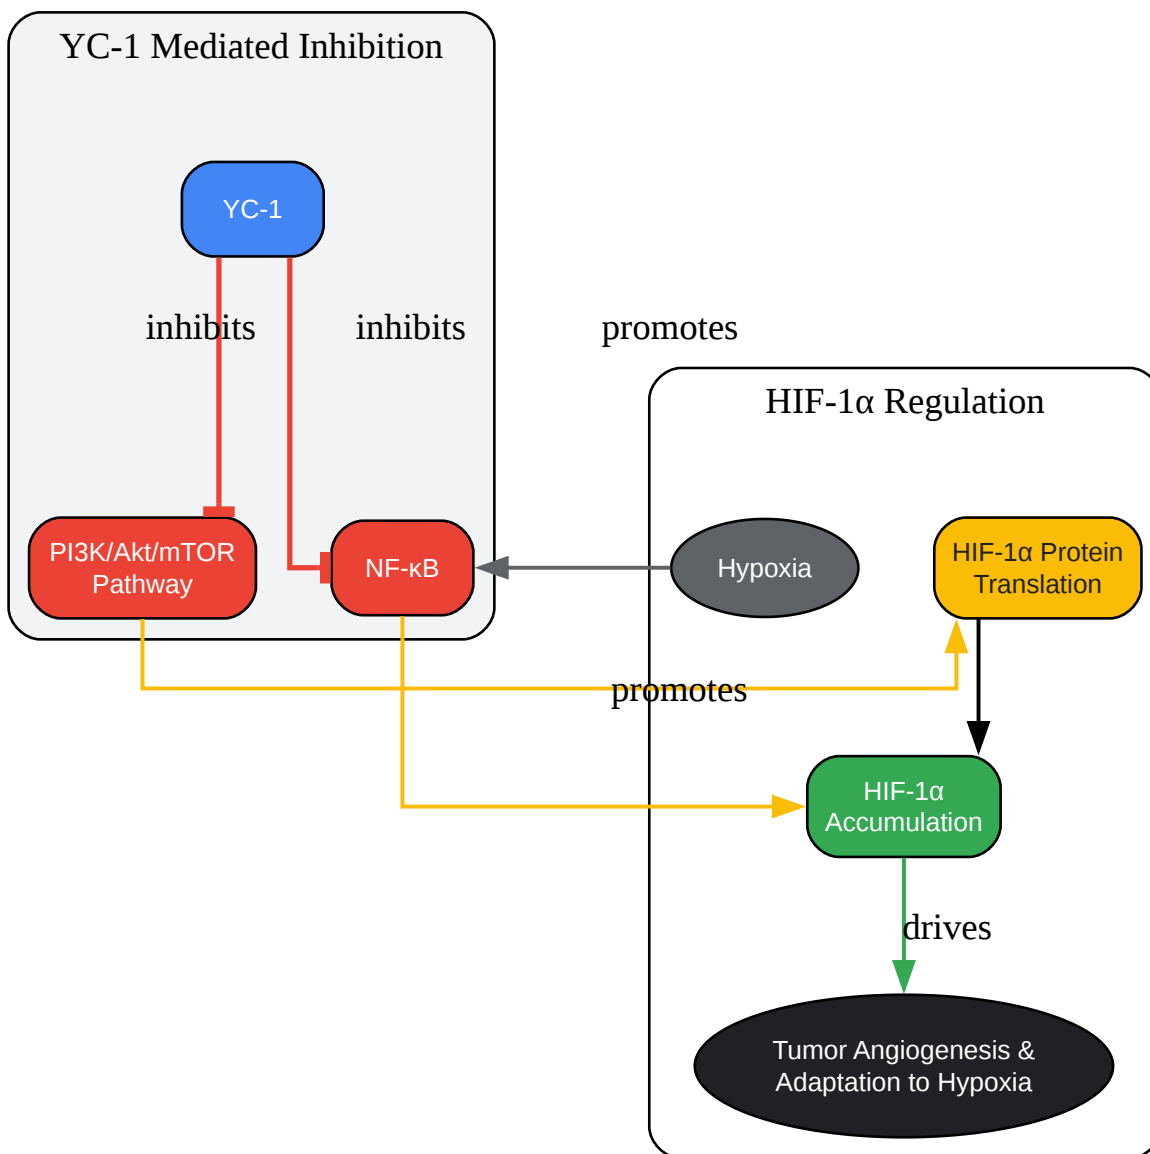 YC-1 Mediated Inhibition
YC-1
inhibits
inhibits
promotes
HIF-1α Regulation
PI3K/Akt/mTOR
Pathway
NF-κB
Hypoxia
HIF-1α Protein
Translation
promotes
HIF-1α
Accumulation
drives
Tumor Angiogenesis &
Adaptation to Hypoxia